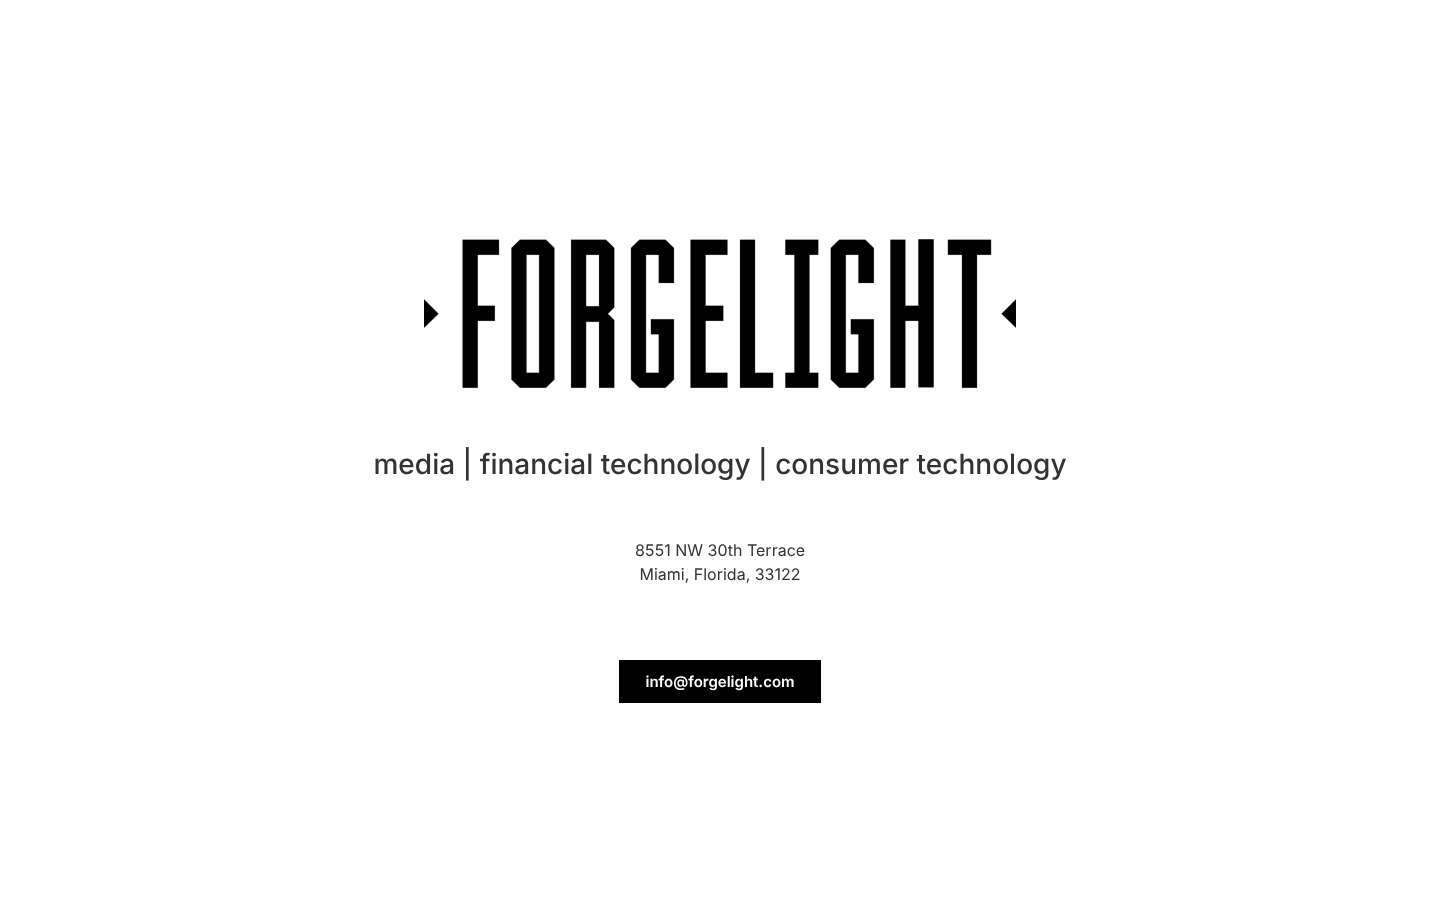 FORGELIGHT
media | financial technology | consumer technology
8551 NW 30th Terrace
Miami, Florida, 33122
info@forgelight.com